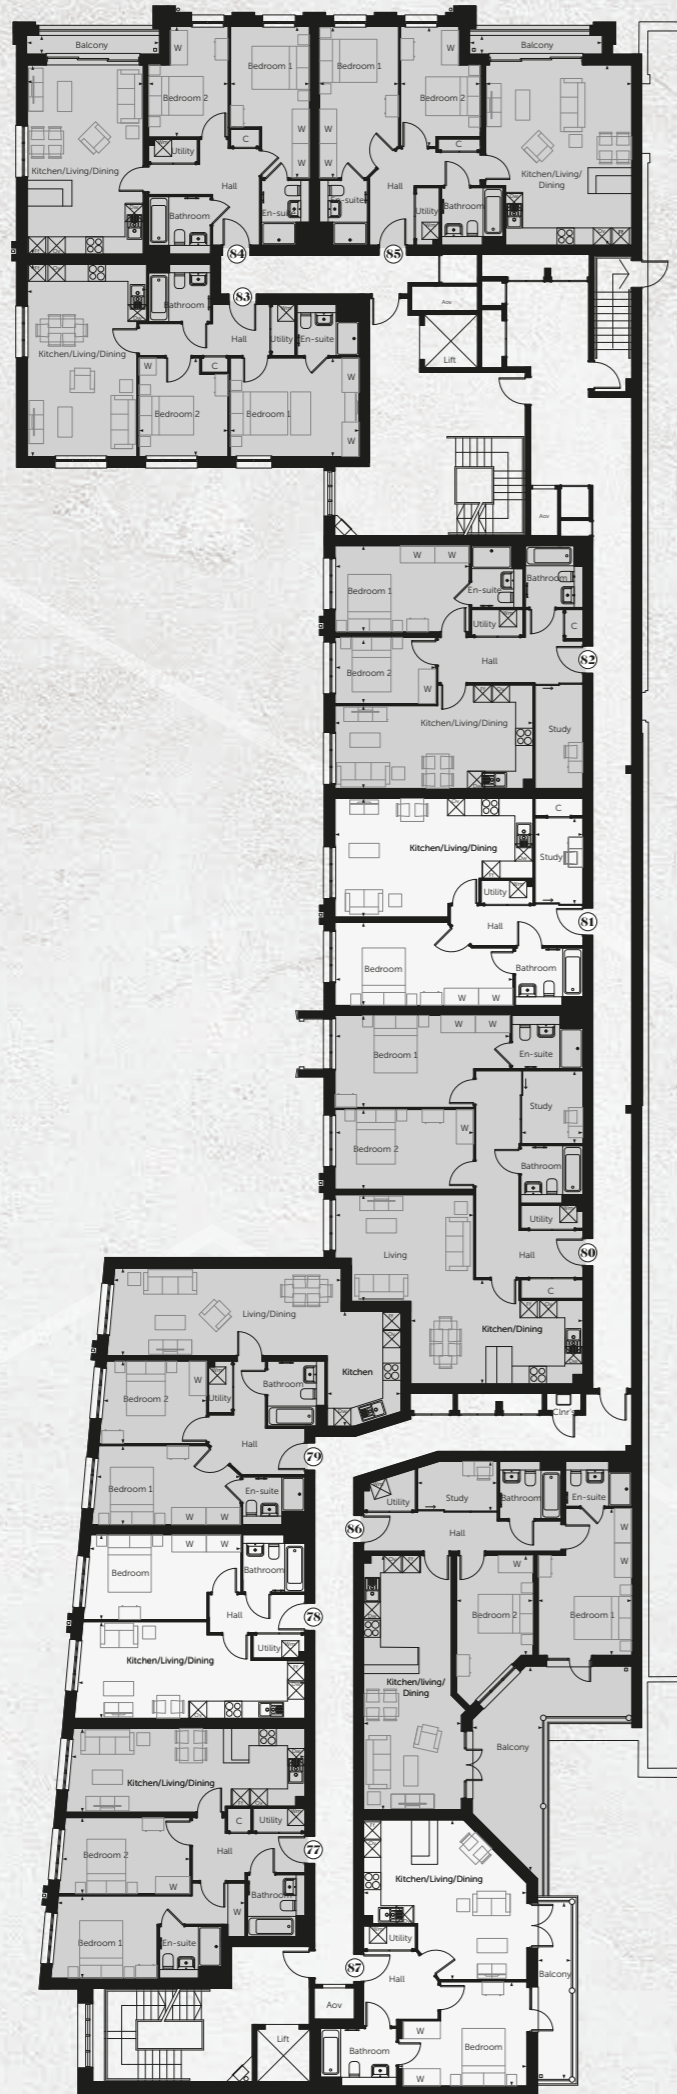 Balcony
W
Bedroom 1
Bedroom 1
W
Balcony
Bedroom 2
Bedroom 2
Utility
C
W
W
C
Kitchen/Living/Dining
Kitchen/Living/
Dining
Hall
W
W
Hall
Bathroom
En-suite
En-suite
Utility
Bathroom
84
85
83
Bathroom
Aov
Kitchen/Living/Dining
Hall
Utility
En-suite
Lift
W
C
W
Bedroom 2
Bedroom 1
W
Aov
W
W
Bedroom 1
En-suite
Bathroom
Utility
C
Hall
82
Bedroom 2
W
Kitchen/Living/Dining
Study
C
Kitchen/Living/Dining
Study
Utility
Hall
81
Bedroom
Bathroom
W
W
W
W
Bedroom 1
En-suite
Study
W
Bedroom 2
Bathroom
Utility
Living
Hall
80
C
Living/Dining
Kitchen/Dining
Kitchen
W
Bathroom
Bedroom 2
Utility
Clnr's
Hall
79
Bedroom 1
En-suite
W
W
Utility
Study
Bathroom
En-suite
86
Hall
W
W
W
W
W
Bedroom
Bathroom
Hall
78
Bedroom 2
Bedroom 1
Utility
Kitchen/Living/Dining
Kitchen/living/
Dining
Balcony
Kitchen/Living/Dining
C
Utility
Hall
77
Bedroom 2
W
Kitchen/Living/Dining
Bathroom
W
Bedroom 1
En-suite
Utility
87
Hall
Balcony
Aov
W
Lift
Bathroom
Bedroom
W